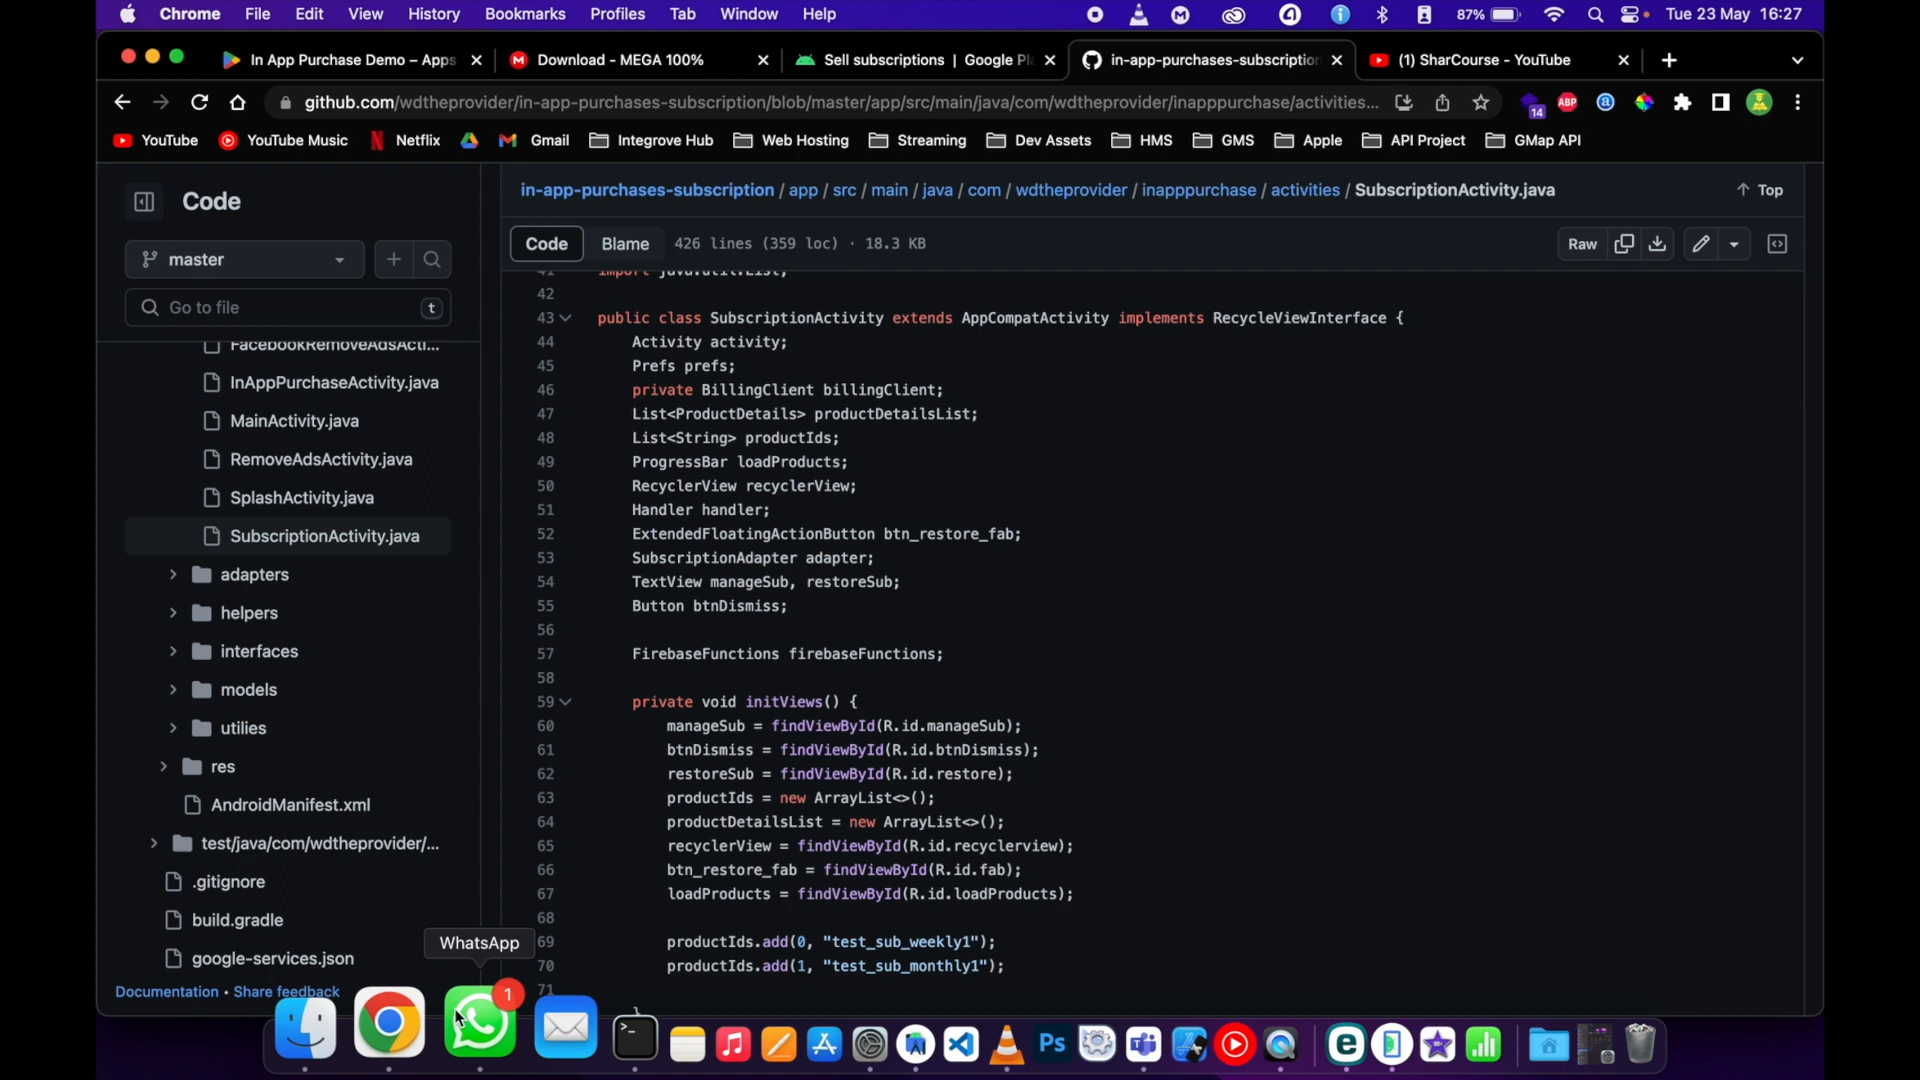 Chrome File Edit View History Bookmarks Profiles Tab Window Help 87% Tue 23 May 16:27
In App Purchase Demo – Apps
Download - MEGA 100%
Sell subscriptions | Google Pl
in-app-purchases-subscription
(1) SharCourse - YouTube
github.com/wdtheprovider/in-app-purchases-subscription/blob/master/app/src/main/java/com/wdtheprovider/inapppurchase/activities...
14 ABP a
YouTube YouTube Music Netflix Gmail Integrove Hub Web Hosting Streaming Dev Assets HMS GMS Apple API Project GMap API
Code
master
Go to file t
FacebookRemoveAdsActi...
InAppPurchaseActivity.java
MainActivity.java
RemoveAdsActivity.java
SplashActivity.java
SubscriptionActivity.java
adapters
helpers
interfaces
models
utilies
res
AndroidManifest.xml
test/java/com/wdtheprovider/...
.gitignore
build.gradle
google-services.json
Documentation • Share feedback
in-app-purchases-subscription / app / src / main / java / com / wdtheprovider / inapppurchase / activities / SubscriptionActivity.java
Top
Code Blame 426 lines (359 loc) · 18.3 KB Raw
41 import java.util.List;
42
43 public class SubscriptionActivity extends AppCompatActivity implements RecycleViewInterface {
44 Activity activity;
45 Prefs prefs;
46 private BillingClient billingClient;
47 List<ProductDetails> productDetailsList;
48 List<String> productIds;
49 ProgressBar loadProducts;
50 RecyclerView recyclerView;
51 Handler handler;
52 ExtendedFloatingActionButton btn_restore_fab;
53 SubscriptionAdapter adapter;
54 TextView manageSub, restoreSub;
55 Button btnDismiss;
56
57 FirebaseFunctions firebaseFunctions;
58
59 private void initViews() {
60 manageSub = findViewById(R.id.manageSub);
61 btnDismiss = findViewById(R.id.btnDismiss);
62 restoreSub = findViewById(R.id.restore);
63 productIds = new ArrayList<>();
64 productDetailsList = new ArrayList<>();
65 recyclerView = findViewById(R.id.recyclerview);
66 btn_restore_fab = findViewById(R.id.fab);
67 loadProducts = findViewById(R.id.loadProducts);
68
69 productIds.add(0, "test_sub_weekly1");
70 productIds.add(1, "test_sub_monthly1");
71
WhatsApp
1
Ps